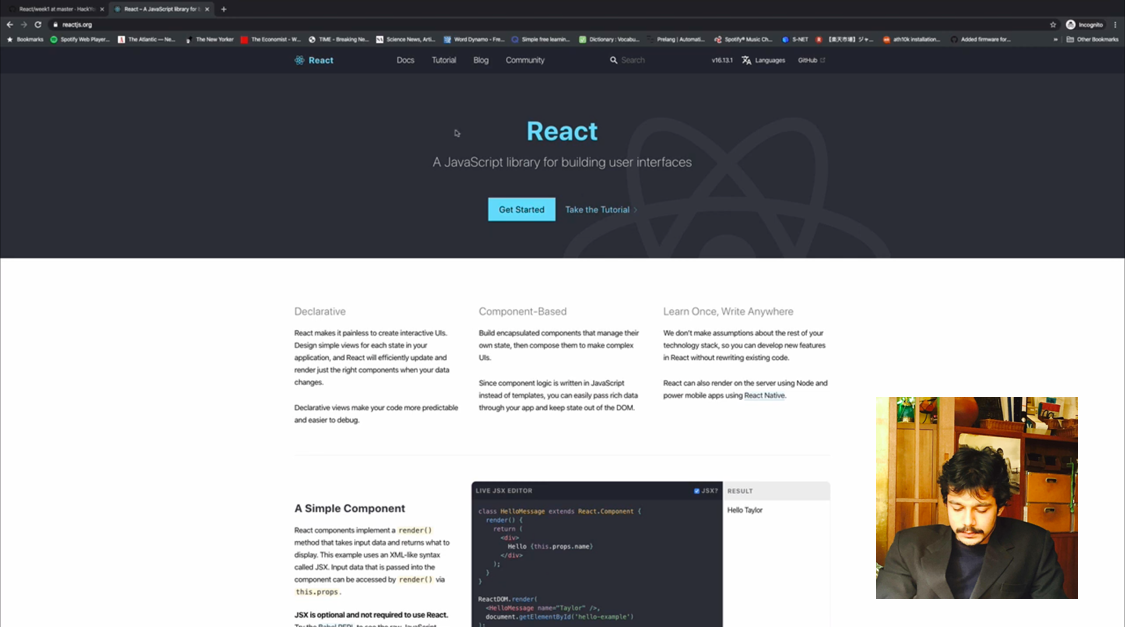 React/week1 at master · HackYo
React – A JavaScript library for
reactjs.org
Incognito
Bookmarks
Spotify Web Player...
The Atlantic — Ne...
The New Yorker
The Economist - W...
TIME - Breaking Ne...
Science News, Arti...
Word Dynamo - Fre...
Simple free learnin...
Dictionary : Vocabu...
Prelang | Automati...
Spotify® Music Ch...
S-NET
ath10k installation...
Added firmware for...
Other Bookmarks
React
Docs
Tutorial
Blog
Community
Search
v16.13.1
Languages
GitHub
React
A JavaScript library for building user interfaces
Get Started
Take the Tutorial
Declarative
React makes it painless to create interactive UIs.
Design simple views for each state in your
application, and React will efficiently update and
render just the right components when your data
changes.
Declarative views make your code more predictable
and easier to debug.
Component-Based
Build encapsulated components that manage their
own state, then compose them to make complex
UIs.
Since component logic is written in JavaScript
instead of templates, you can easily pass rich data
through your app and keep state out of the DOM.
Learn Once, Write Anywhere
We don't make assumptions about the rest of your
technology stack, so you can develop new features
in React without rewriting existing code.
React can also render on the server using Node and
power mobile apps using React Native.
A Simple Component
React components implement a render()
method that takes input data and returns what to
display. This example uses an XML-like syntax
called JSX. Input data that is passed into the
component can be accessed by render() via
this.props.
JSX is optional and not required to use React.
LIVE JSX EDITOR
JSX?
class HelloMessage extends React.Component {
render() {
return (
<div>
Hello {this.props.name}
</div>
);
}
}
ReactDOM.render(
<HelloMessage name="Taylor" />,
document.getElementById('hello-example')
);
RESULT
Hello Taylor